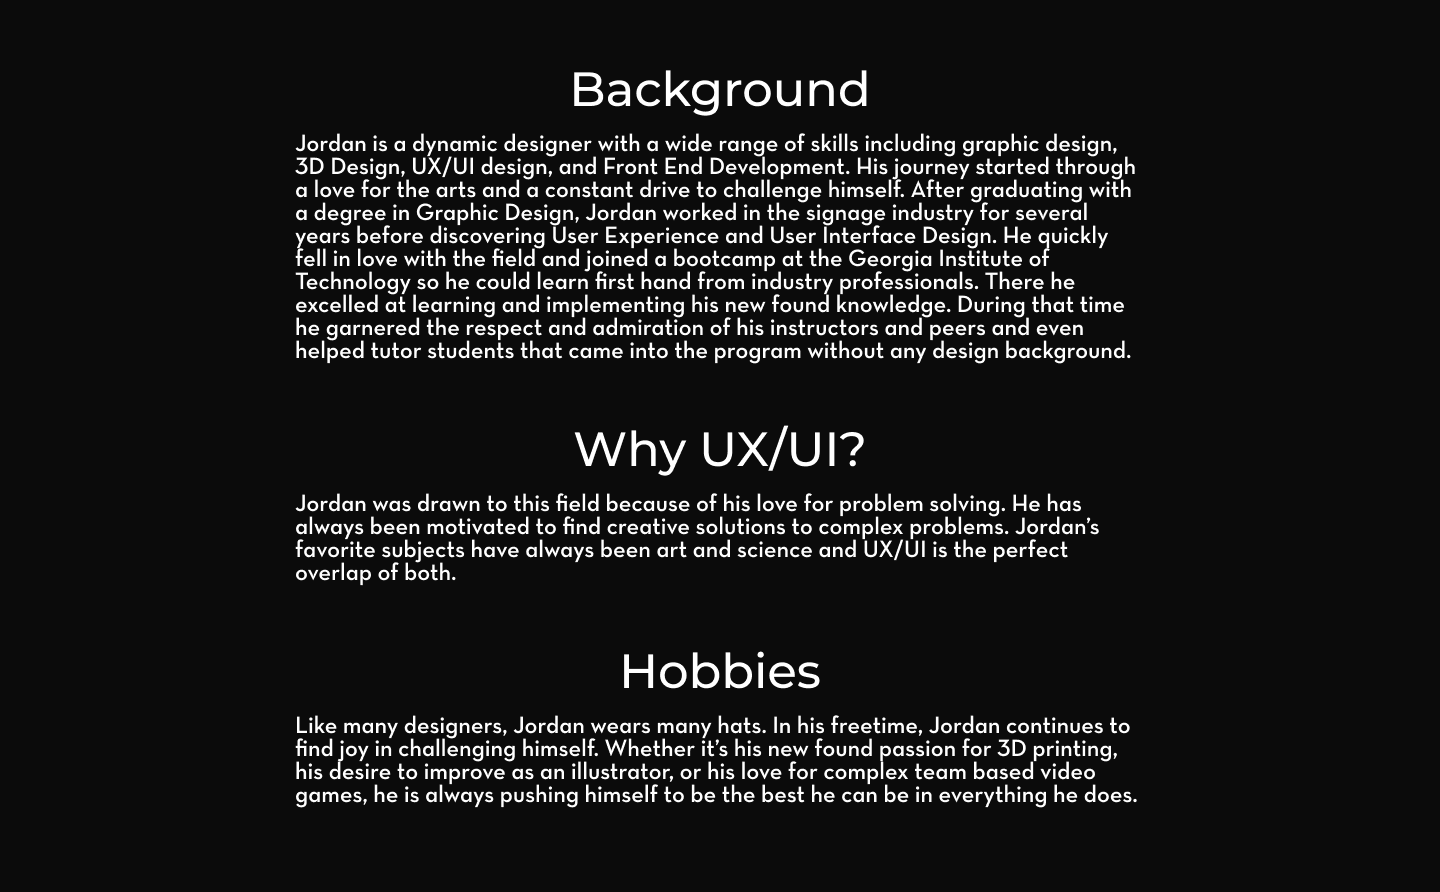 Background
Jordan is a dynamic designer with a wide range of skills including graphic design,
3D Design, UX/UI design, and Front End Development. His journey started through
a love for the arts and a constant drive to challenge himself. After graduating with
a degree in Graphic Design, Jordan worked in the signage industry for several
years before discovering User Experience and User Interface Design. He quickly
fell in love with the field and joined a bootcamp at the Georgia Institute of
Technology so he could learn first hand from industry professionals. There he
excelled at learning and implementing his new found knowledge. During that time
he garnered the respect and admiration of his instructors and peers and even
helped tutor students that came into the program without any design background.
Why UX/UI?
Jordan was drawn to this field because of his love for problem solving. He has
always been motivated to find creative solutions to complex problems. Jordan’s
favorite subjects have always been art and science and UX/UI is the perfect
overlap of both.
Hobbies
Like many designers, Jordan wears many hats. In his freetime, Jordan continues to
find joy in challenging himself. Whether it’s his new found passion for 3D printing,
his desire to improve as an illustrator, or his love for complex team based video
games, he is always pushing himself to be the best he can be in everything he does.